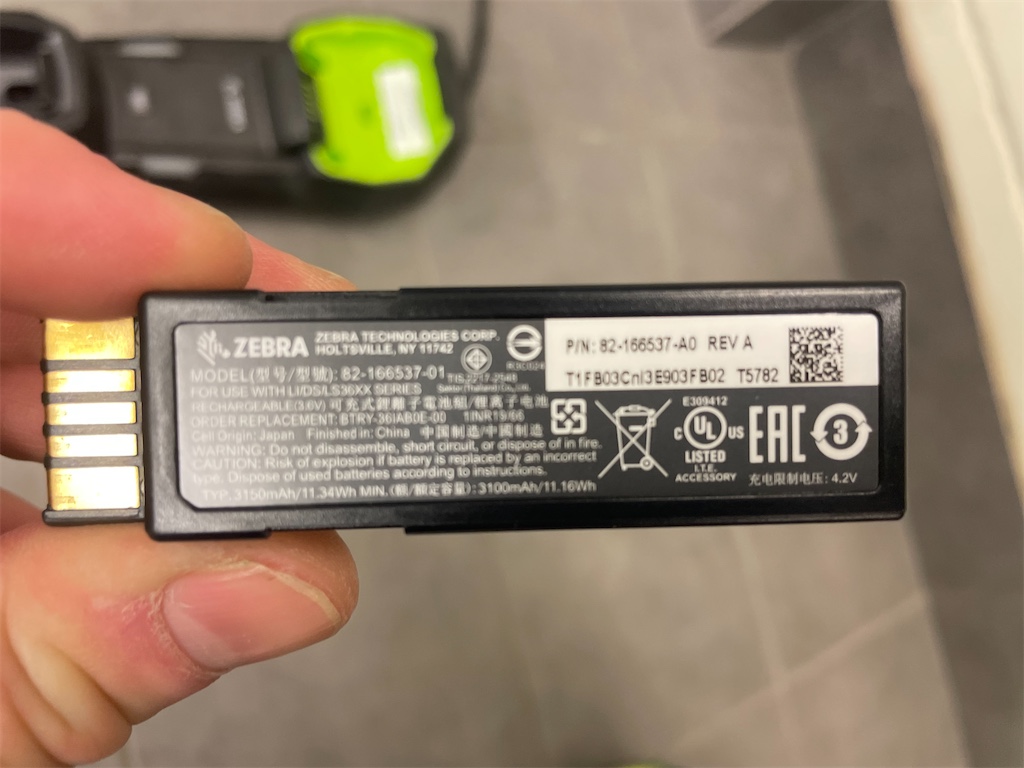 ZEBRA
ZEBRA TECHNOLOGIES CORP.
HOLTSVILLE, NY 11742
MODEL(型号/型號): 82-166537-01
FOR USE WITH LI/DS/LS36XX SERIES
RECHARGEABLE (3.6V) 可充式鋰離子電池組/锂离子电池
ORDER REPLACEMENT: BTRY-36IAB0E-00 1INR19/66
Cell Origin: Japan Finished in: China 中国制造/中國製造
WARNING: Do not disassemble, short circuit, or dispose of in fire.
CAUTION: Risk of explosion if battery is replaced by an incorrect
type. Dispose of used batteries according to instructions.
TYP. 3150mAh/11.34Wh MIN. (額/额定容量): 3100mAh/11.16Wh
P/N: 82-166537-A0 REV A
T1FB03CnI3E903FB02 T5782
E309412
c UL US
LISTED
I.T.E.
ACCESSORY
EAC
3
充电限制电压: 4.2V